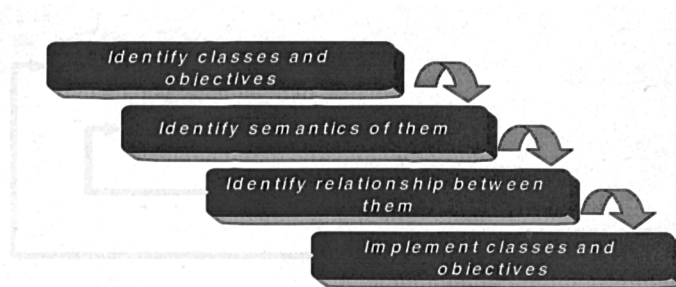 Identify classes and
objectives
Identify semantics of them
Identify relationship between
them
Implement classes and
objectives